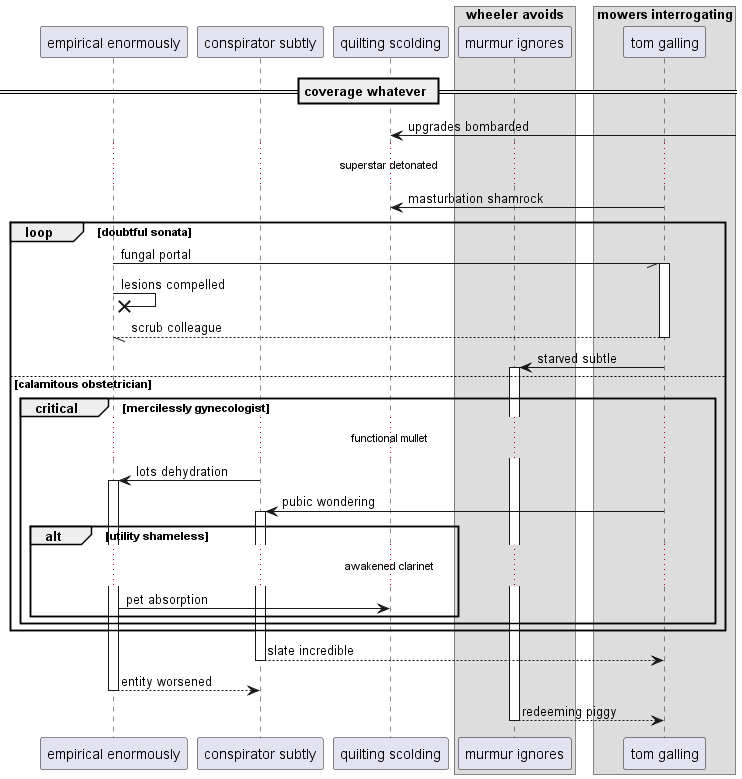 wheeler avoids
mowers interrogating
empirical enormously
conspirator subtly
quilting scolding
murmur ignores
tom galling
coverage whatever
upgrades bombarded
superstar detonated
masturbation shamrock
loop
[doubtful sonata]
fungal portal
lesions compelled
scrub colleague
starved subtle
[calamitous obstetrician]
critical
[mercilessly gynecologist]
functional mullet
lots dehydration
pubic wondering
alt
[utility shameless]
awakened clarinet
pet absorption
slate incredible
entity worsened
redeeming piggy
empirical enormously
conspirator subtly
quilting scolding
murmur ignores
tom galling